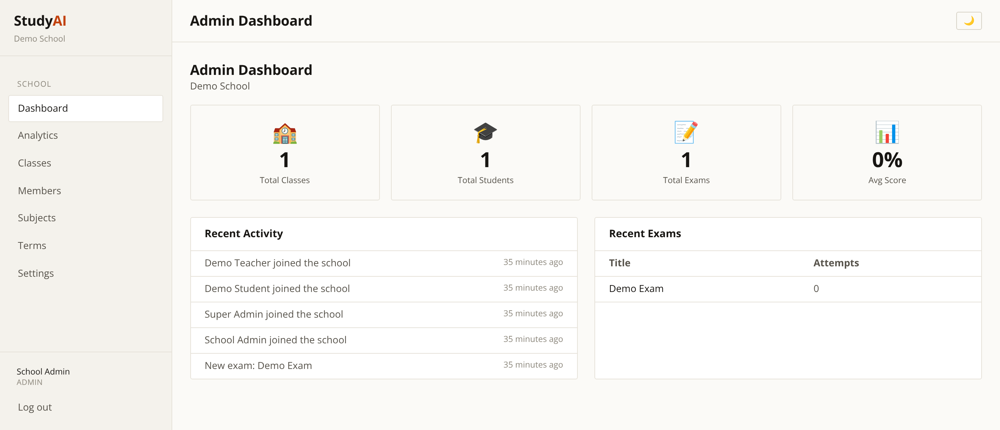 StudyAI
Demo School
SCHOOL
Dashboard
Analytics
Classes
Members
Subjects
Terms
Settings
School Admin
ADMIN
Log out
Admin Dashboard
Admin Dashboard
Demo School
1
Total Classes
1
Total Students
1
Total Exams
0%
Avg Score
Recent Activity
Demo Teacher joined the school 35 minutes ago
Demo Student joined the school 35 minutes ago
Super Admin joined the school 35 minutes ago
School Admin joined the school 35 minutes ago
New exam: Demo Exam 35 minutes ago
Recent Exams
Title Attempts
Demo Exam 0